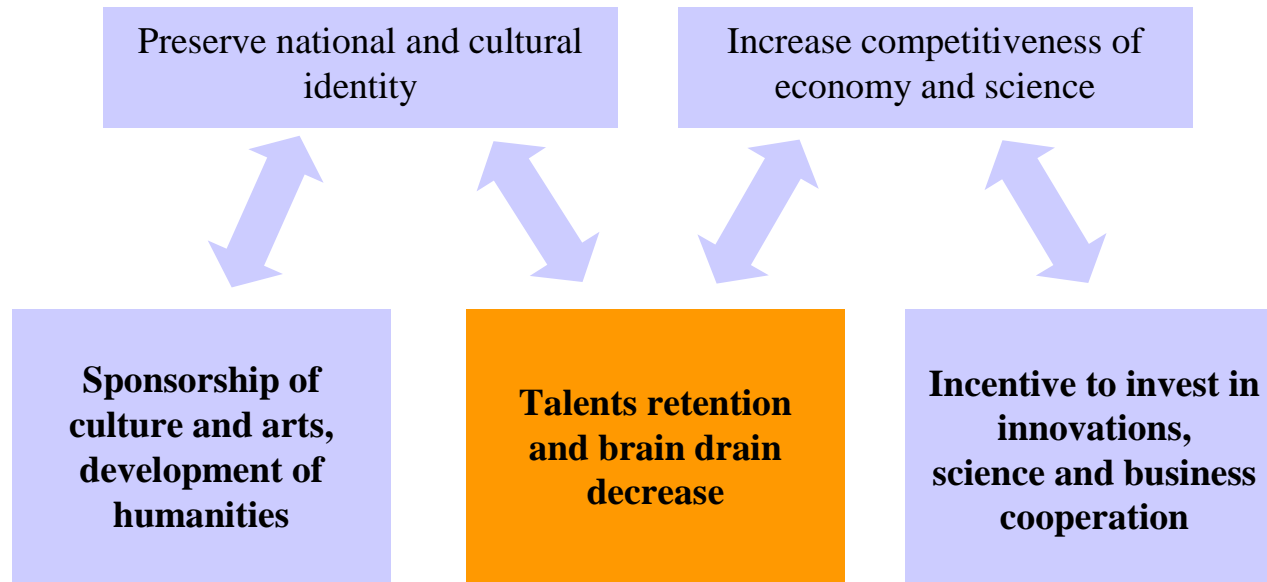 Preserve national and cultural
identity
Increase competitiveness of
economy and science
Sponsorship of
culture and arts,
development of
humanities
Talents retention
and brain drain
decrease
Incentive to invest in
innovations,
science and business
cooperation